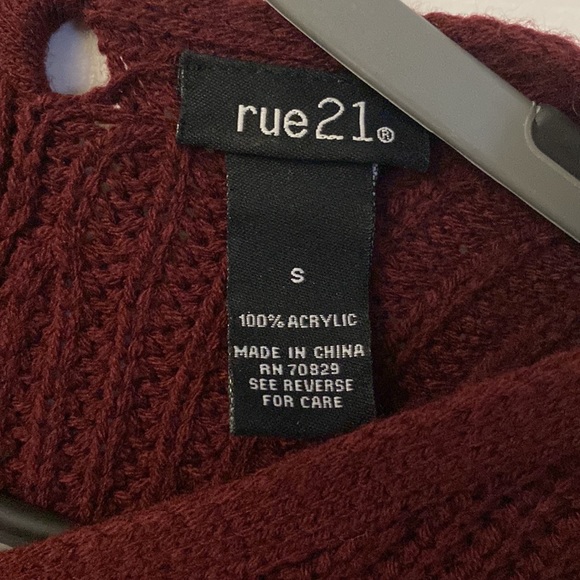 rue21®
S
100% ACRYLIC
MADE IN CHINA
RN 70829
SEE REVERSE
FOR CARE